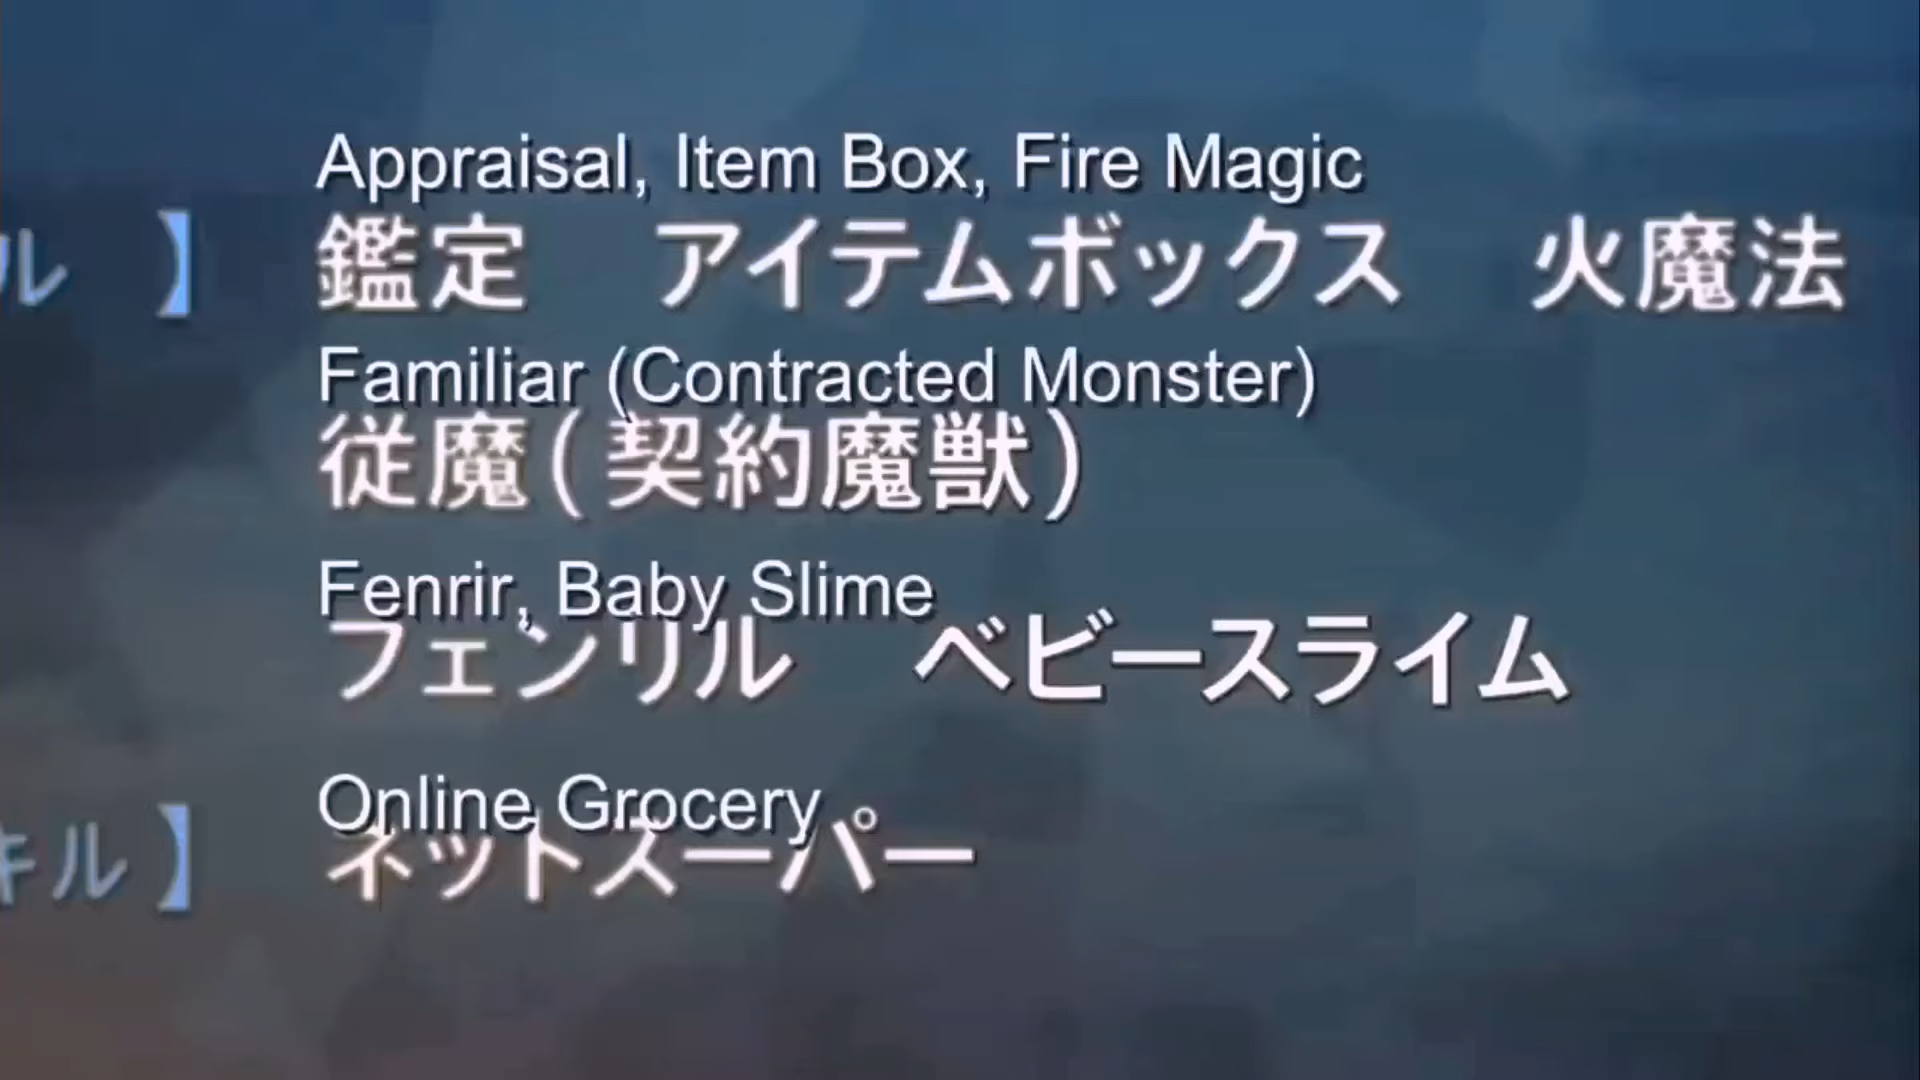 Appraisal, Item Box, Fire Magic
ル 】 鑑定 アイテムボックス 火魔法
Familiar (Contracted Monster)
従魔(契約魔獣)
Fenrir, Baby Slime
フェンリル ベビースライム
Online Grocery
キル】 ネットスーパー